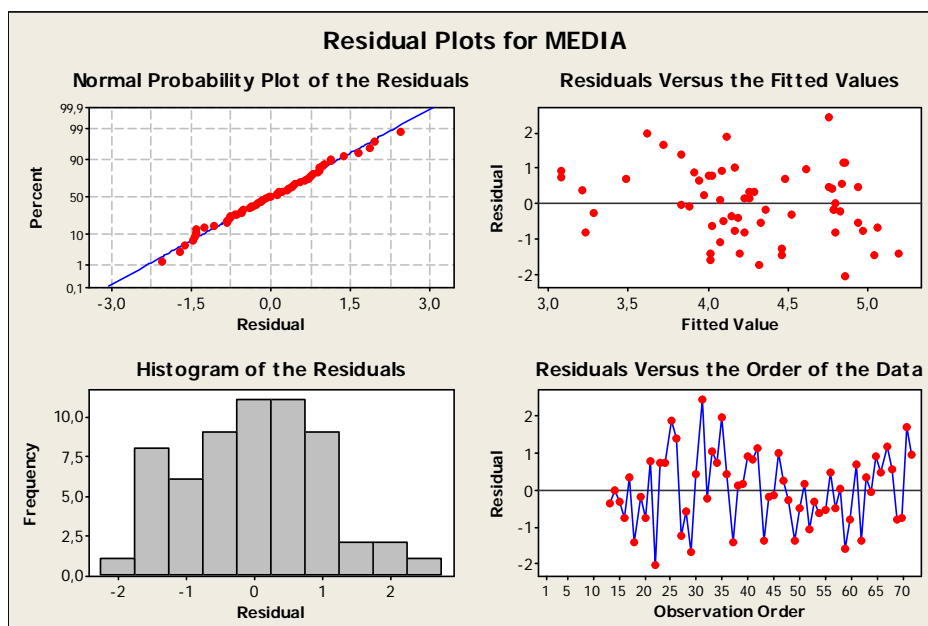 Residual Plots for MEDIA
Normal Probability Plot of the Residuals
Percent
99,9
99
90
50
10
1
0,1
-3,0 -1,5 0,0 1,5 3,0
Residual
Residuals Versus the Fitted Values
Residual
2
1
0
-1
-2
3,0 3,5 4,0 4,5 5,0
Fitted Value
Histogram of the Residuals
Frequency
10,0
7,5
5,0
2,5
0,0
-2 -1 0 1 2
Residual
Residuals Versus the Order of the Data
Residual
2
1
0
-1
-2
1 5 10 15 20 25 30 35 40 45 50 55 60 65 70
Observation Order